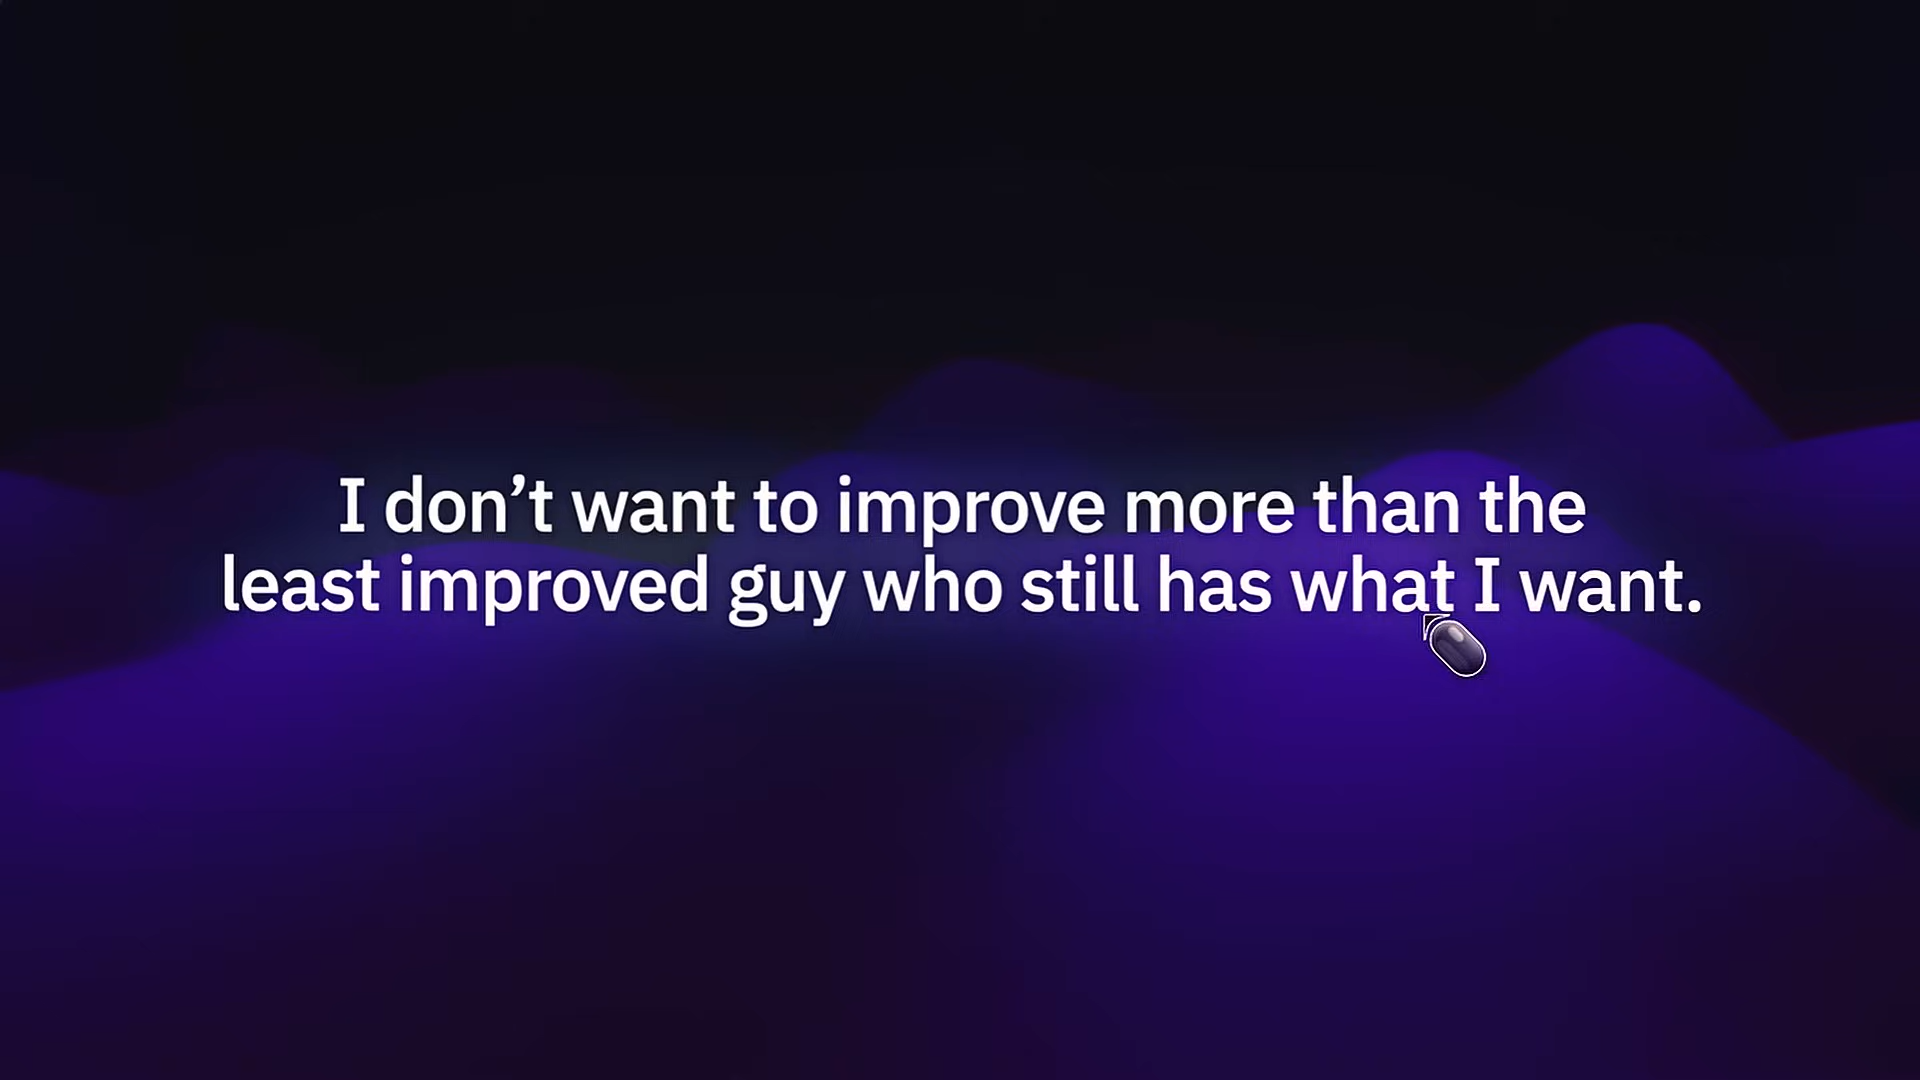 I don’t want to improve more than the
least improved guy who still has what I want.